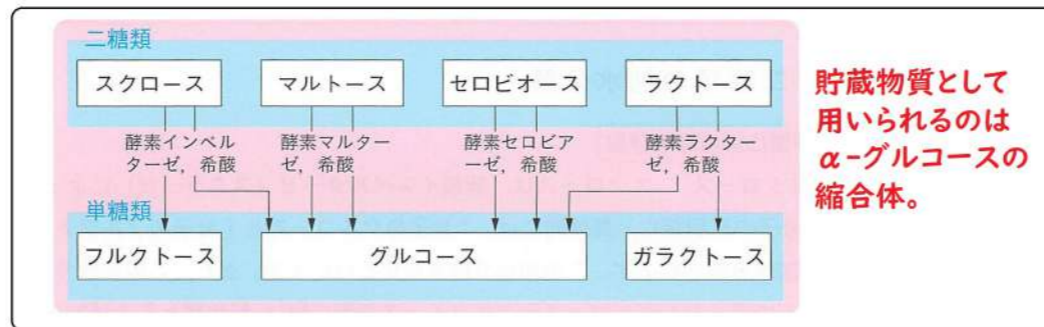 二糖類
スクロース
マルトース
セロビオース
ラクトース
酵素インベル
ターゼ，希酸
酵素マルター
ゼ，希酸
酵素セロビア
ーゼ，希酸
酵素ラクター
ゼ，希酸
単糖類
フルクトース
グルコース
ガラクトース
貯蔵物質として
用いられるのは
α-グルコースの
縮合体。